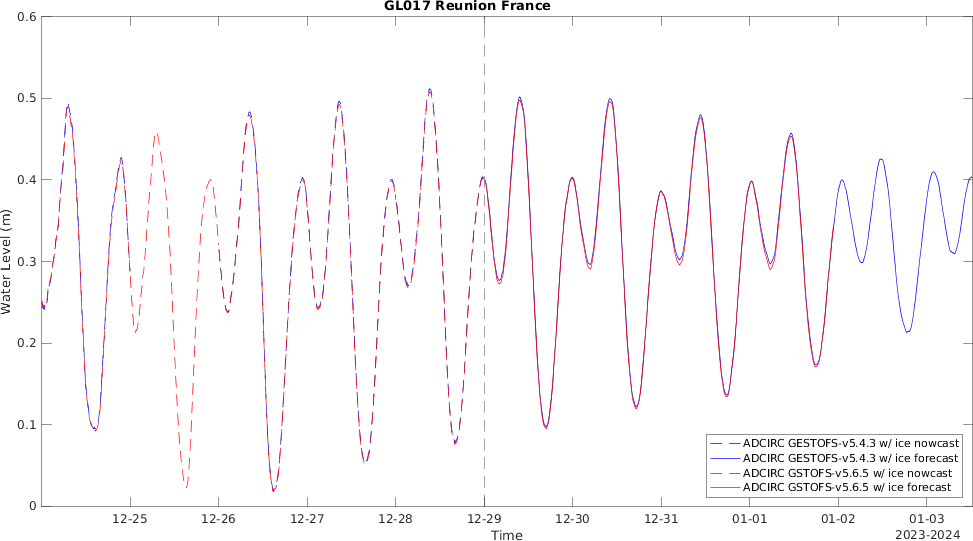 GL017 Reunion France
0.6
0.5
0.4
0.3
0.2
0.1
0
Water Level (m)
ADCIRC GESTOFS-v5.4.3 w/ ice nowcast
ADCIRC GESTOFS-v5.4.3 w/ ice forecast
ADCIRC GSTOFS-v5.6.5 w/ ice nowcast
ADCIRC GSTOFS-v5.6.5 w/ ice forecast
12-25 12-26 12-27 12-28 12-29 12-30 12-31 01-01 01-02 01-03
Time
2023-2024